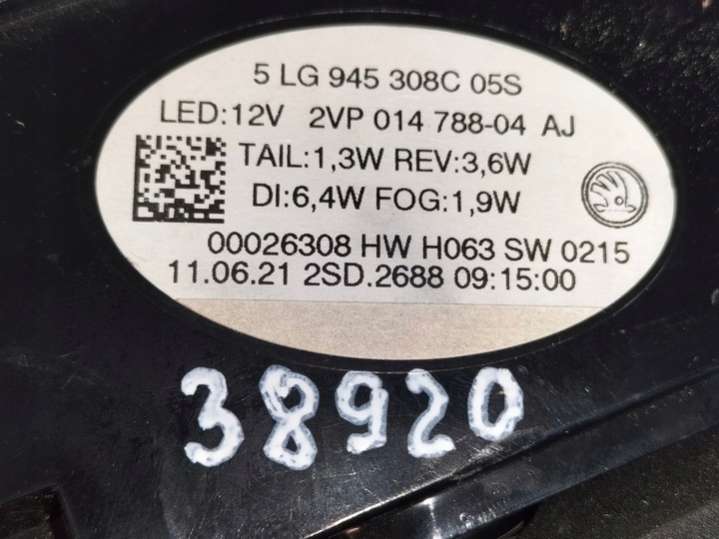 5 LG 945 308C 05S
LED:12V 2VP 014 788-04 AJ
TAIL:1,3W REV:3,6W
DI:6,4W FOG:1,9W
00026308 HW H063 SW 0215
11.06.21 2SD.2688 09:15:00
38920